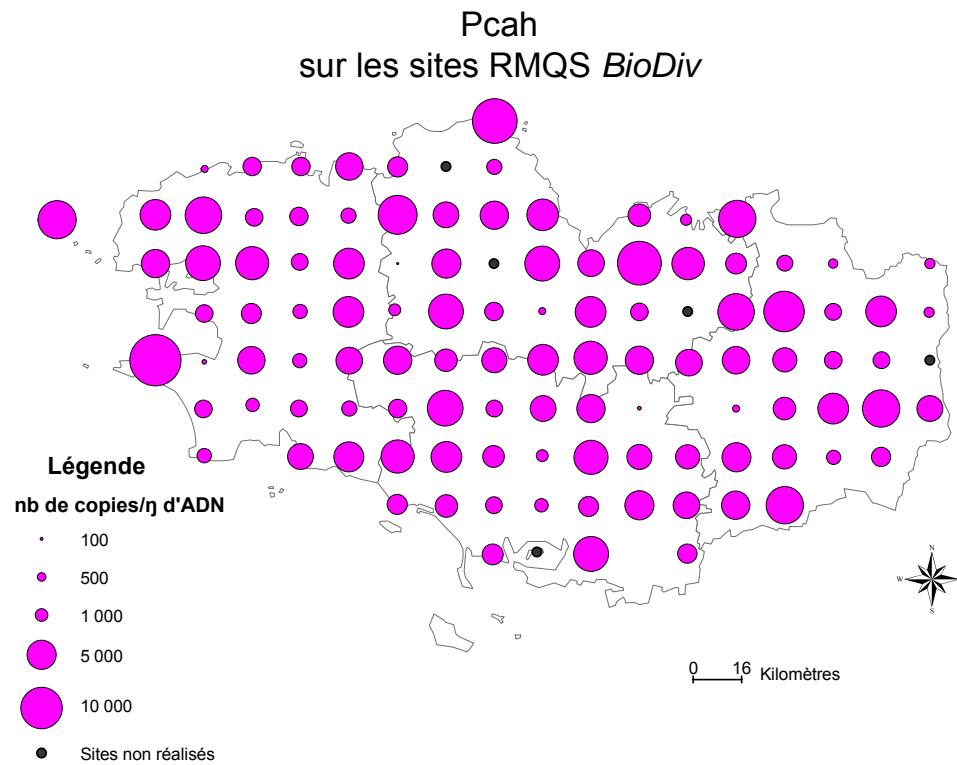 Pcah
sur les sites RMQS BioDiv
Légende
nb de copies/η d'ADN
100
500
1 000
5 000
10 000
Sites non réalisés
N
W
S
0 16 Kilomètres